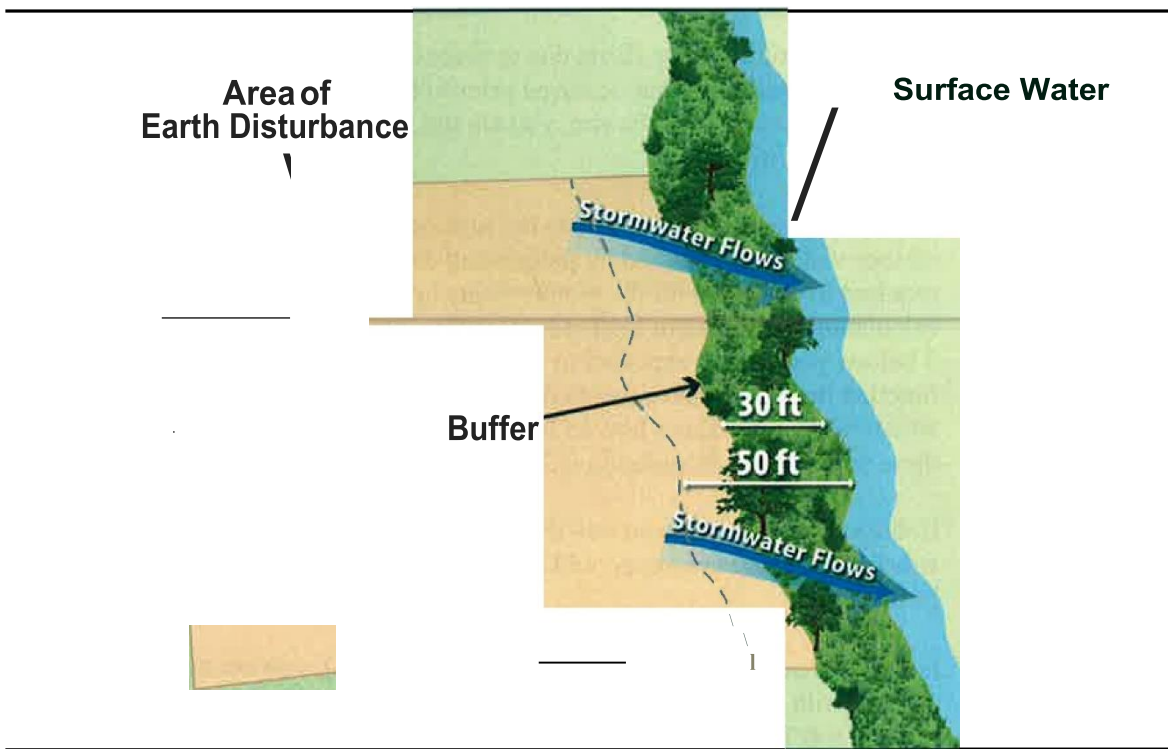 Area of
Earth Disturbance
Surface Water
Stormwater Flows
Buffer
30 ft
50 ft
Stormwater Flows